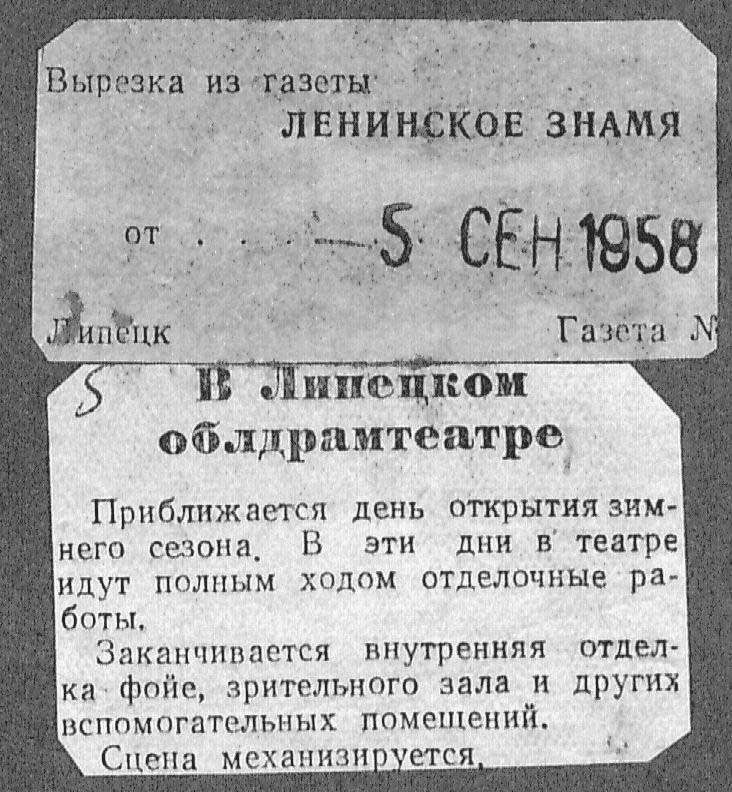 Вырезка из газеты
ЛЕНИНСКОЕ ЗНАМЯ
от . . . — 5 СЕН 1958
Липецк Газета №
5
В Липецком
облдрамтеатре
Приближается день открытия зим-
него сезона. В эти дни в театре
идут полным ходом отделочные ра-
боты.
Заканчивается внутренняя отдел-
ка фойе, зрительного зала и других
вспомогательных помещений.
Сцена механизируется.